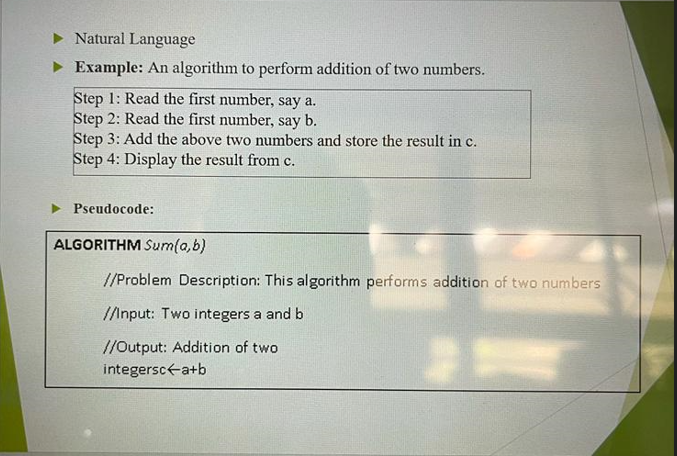 Natural Language
Example: An algorithm to perform addition of two numbers.
Step 1: Read the first number, say a.
Step 2: Read the first number, say b.
Step 3: Add the above two numbers and store the result in c.
Step 4: Display the result from c.
Pseudocode:
ALGORITHM Sum(a,b)
//Problem Description: This algorithm performs addition of two numbers
//Input: Two integers a and b
//Output: Addition of two
integersc←a+b